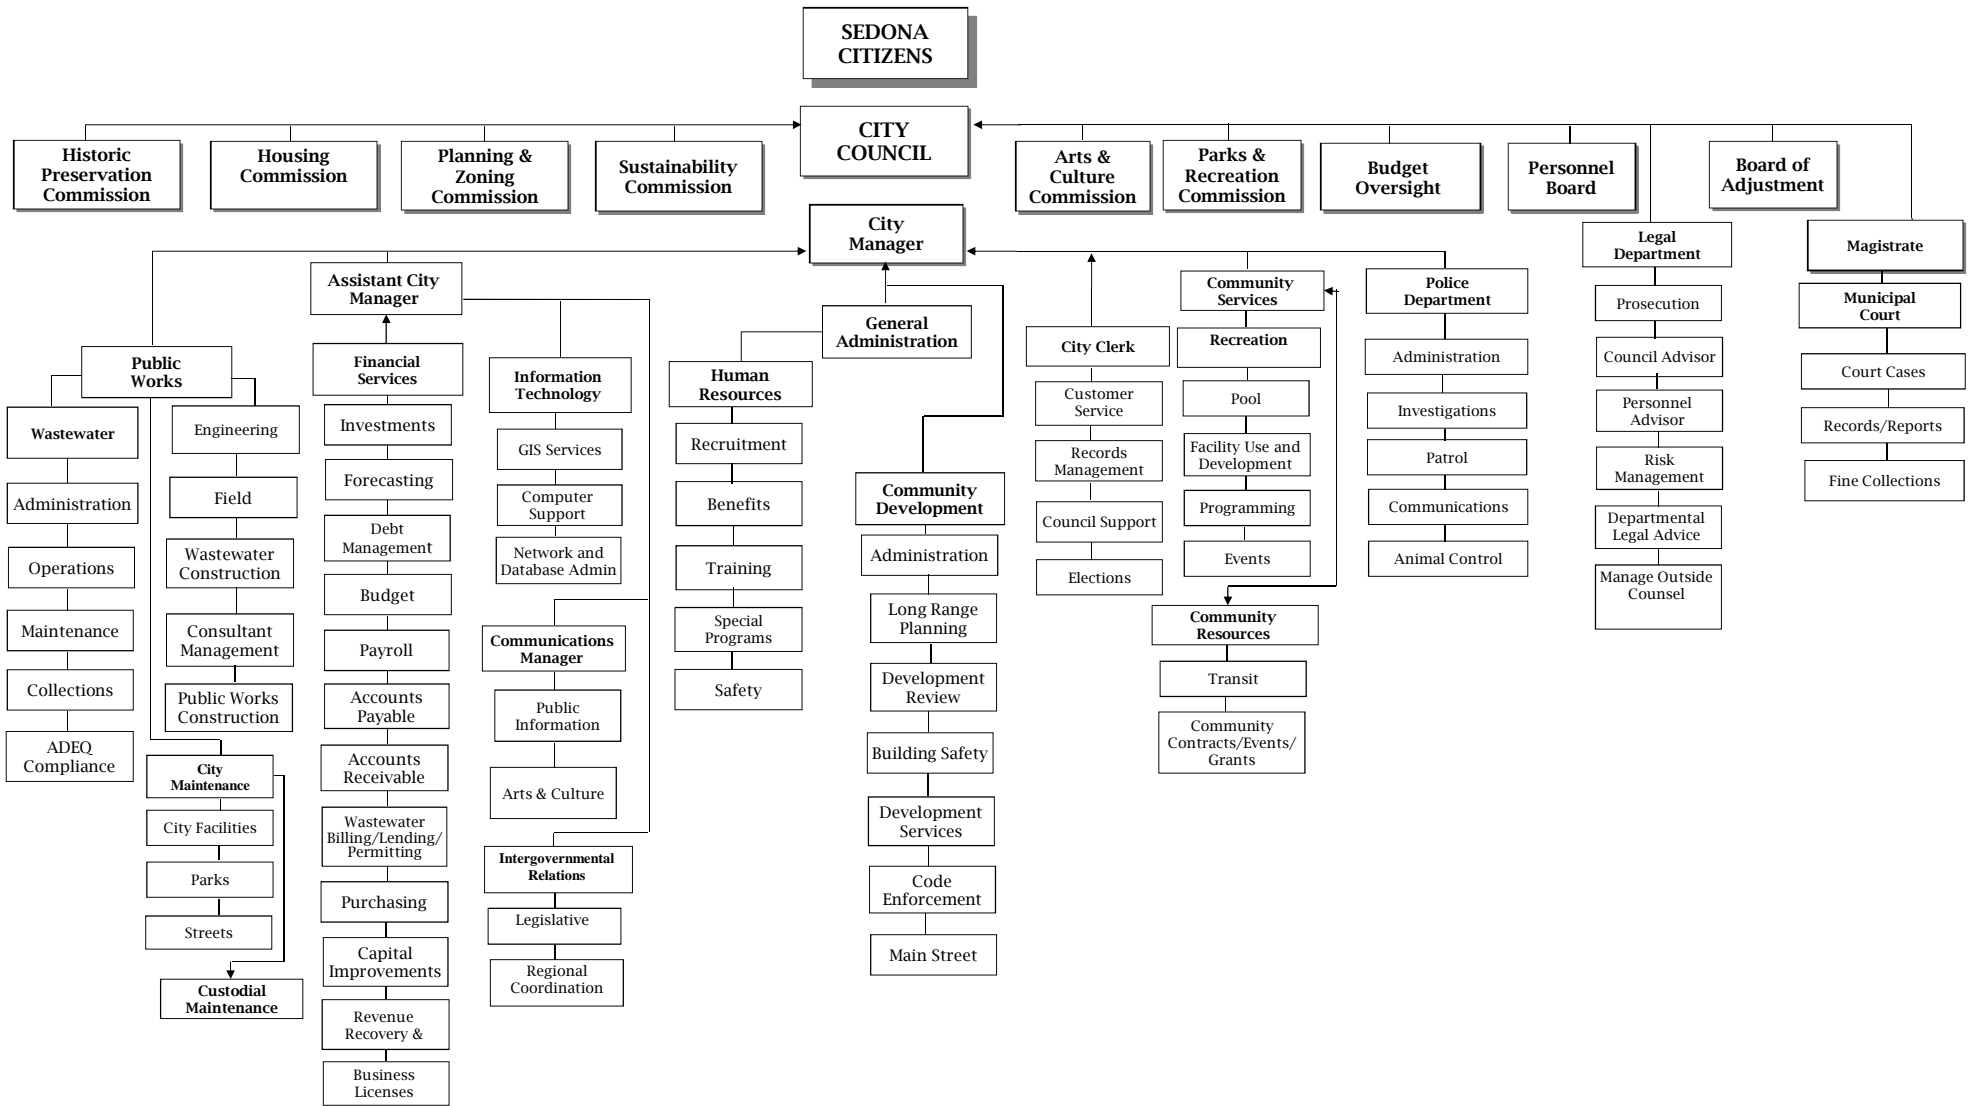 SEDONA
CITIZENS
CITY
COUNCIL
Historic
Preservation
Commission
Housing
Commission
Planning &
Zoning
Commission
Sustainability
Commission
Arts &
Culture
Commission
Parks &
Recreation
Commission
Budget
Oversight
Personnel
Board
Board of
Adjustment
City
Manager
Legal
Department
Magistrate
Assistant City
Manager
General
Administration
Community
Services
Police
Department
Public
Works
Wastewater
Administration
Operations
Maintenance
Collections
ADEQ
Compliance
Engineering
Field
Wastewater
Construction
Consultant
Management
Public Works
Construction
City
Maintenance
City Facilities
Parks
Streets
Custodial
Maintenance
Financial
Services
Investments
Forecasting
Debt
Management
Budget
Payroll
Accounts
Payable
Accounts
Receivable
Wastewater
Billing/Lending/
Permitting
Purchasing
Capital
Improvements
Revenue
Recovery &
Business
Licenses
Information
Technology
GIS Services
Computer
Support
Network and
Database Admin
Communications
Manager
Public
Information
Arts & Culture
Intergovernmental
Relations
Legislative
Regional
Coordination
Human
Resources
Recruitment
Benefits
Training
Special
Programs
Safety
Community
Development
Administration
Long Range
Planning
Development
Review
Building Safety
Development
Services
Code
Enforcement
Main Street
City Clerk
Customer
Service
Records
Management
Council Support
Elections
Recreation
Pool
Facility Use and
Development
Programming
Events
Community
Resources
Transit
Community
Contracts/Events/
Grants
Administration
Investigations
Patrol
Communications
Animal Control
Prosecution
Council Advisor
Personnel
Advisor
Risk
Management
Departmental
Legal Advice
Manage Outside
Counsel
Municipal
Court
Court Cases
Records/Reports
Fine Collections